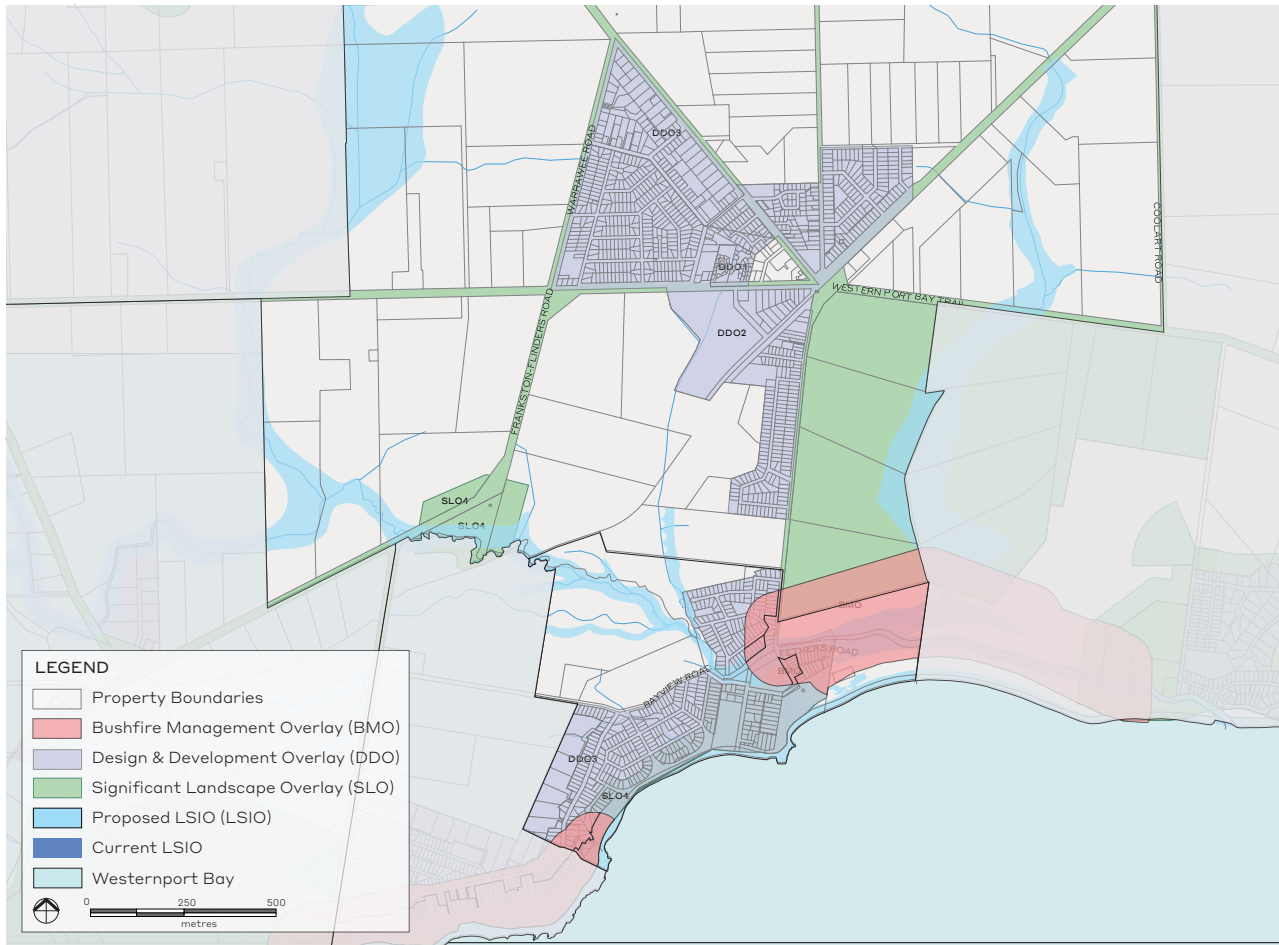 DDO3
WARRAWEE ROAD
COOLART ROAD
DDO1
WESTERN PORT BAY TRAIL
FRANKSTON-FLINDERS ROAD
DDO2
SLO4
SLO4
BMO
FETHERS ROAD
BMO
BAYVIEW ROAD
DDO3
SLO4
LEGEND
Property Boundaries
Bushfire Management Overlay (BMO)
Design & Development Overlay (DDO)
Significant Landscape Overlay (SLO)
Proposed LSIO (LSIO)
Current LSIO
Westernport Bay
0 250 500
metres